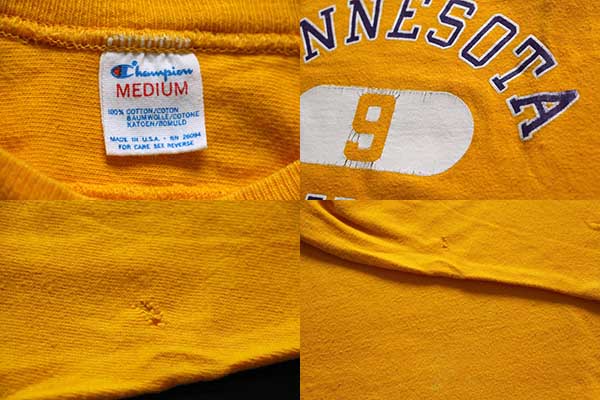 Champion
MEDIUM
100% COTTON/COTON
BAUMWOLLE/COTONE
KATOEN/BOMULD
MADE IN U.S.A. - RN 26094
FOR CARE SEE REVERSE
NNESOTA
9